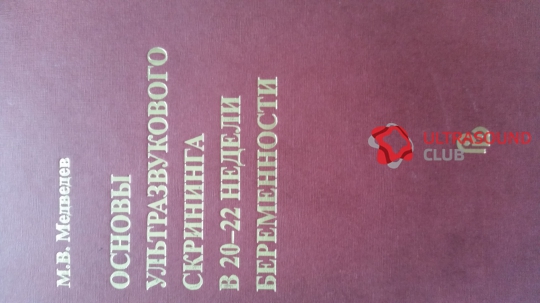 М.В. Медведев
ОСНОВЫ
УЛЬТРАЗВУКОВОГО
СКРИНИНГА
В 20–22 НЕДЕЛИ
БЕРЕМЕННОСТИ
ULTRASOUND
CLUB